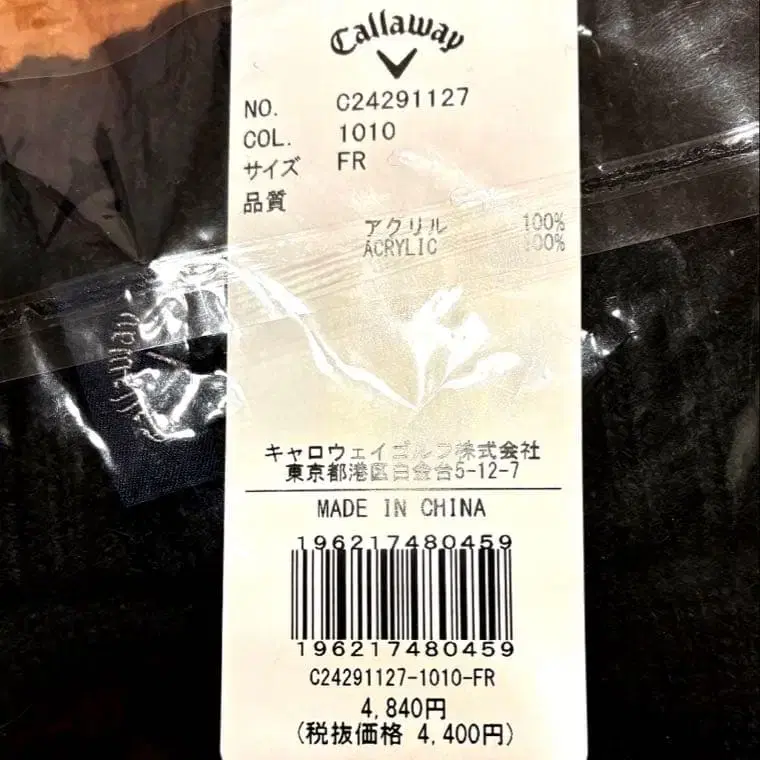 Callaway
NO. C24291127
COL. 1010
サイズ FR
品質
アクリル 100%
ACRYLIC 100%
キャロウェイゴルフ株式会社
東京都港区白金台5-12-7
MADE IN CHINA
196217480459
196217480459
C24291127-1010-FR
4,840円
(税抜価格 4,400円)